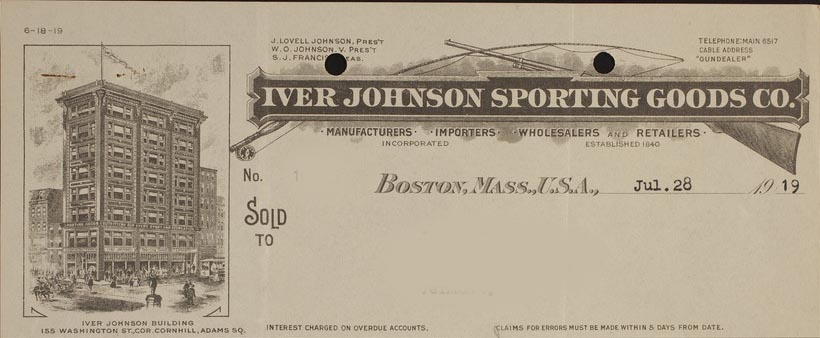 6-18-19
J. LOVELL JOHNSON, PRES'T
W. O. JOHNSON, V. PRES'T
S. J. FRANCIS, EAS.
TELEPHONE: MAIN 6517
CABLE ADDRESS
"GUNDEALER"
IVER JOHNSON SPORTING GOODS CO.
·MANUFACTURERS· ·IMPORTERS· ·WHOLESALERS AND RETAILERS·
INCORPORATED ESTABLISHED 1840
No. 1
BOSTON, MASS., U.S.A., Jul. 28 1919
SOLD
TO
IVER JOHNSON BUILDING
155 WASHINGTON ST., COR. CORNHILL, ADAMS SQ.
INTEREST CHARGED ON OVERDUE ACCOUNTS. CLAIMS FOR ERRORS MUST BE MADE WITHIN 5 DAYS FROM DATE.